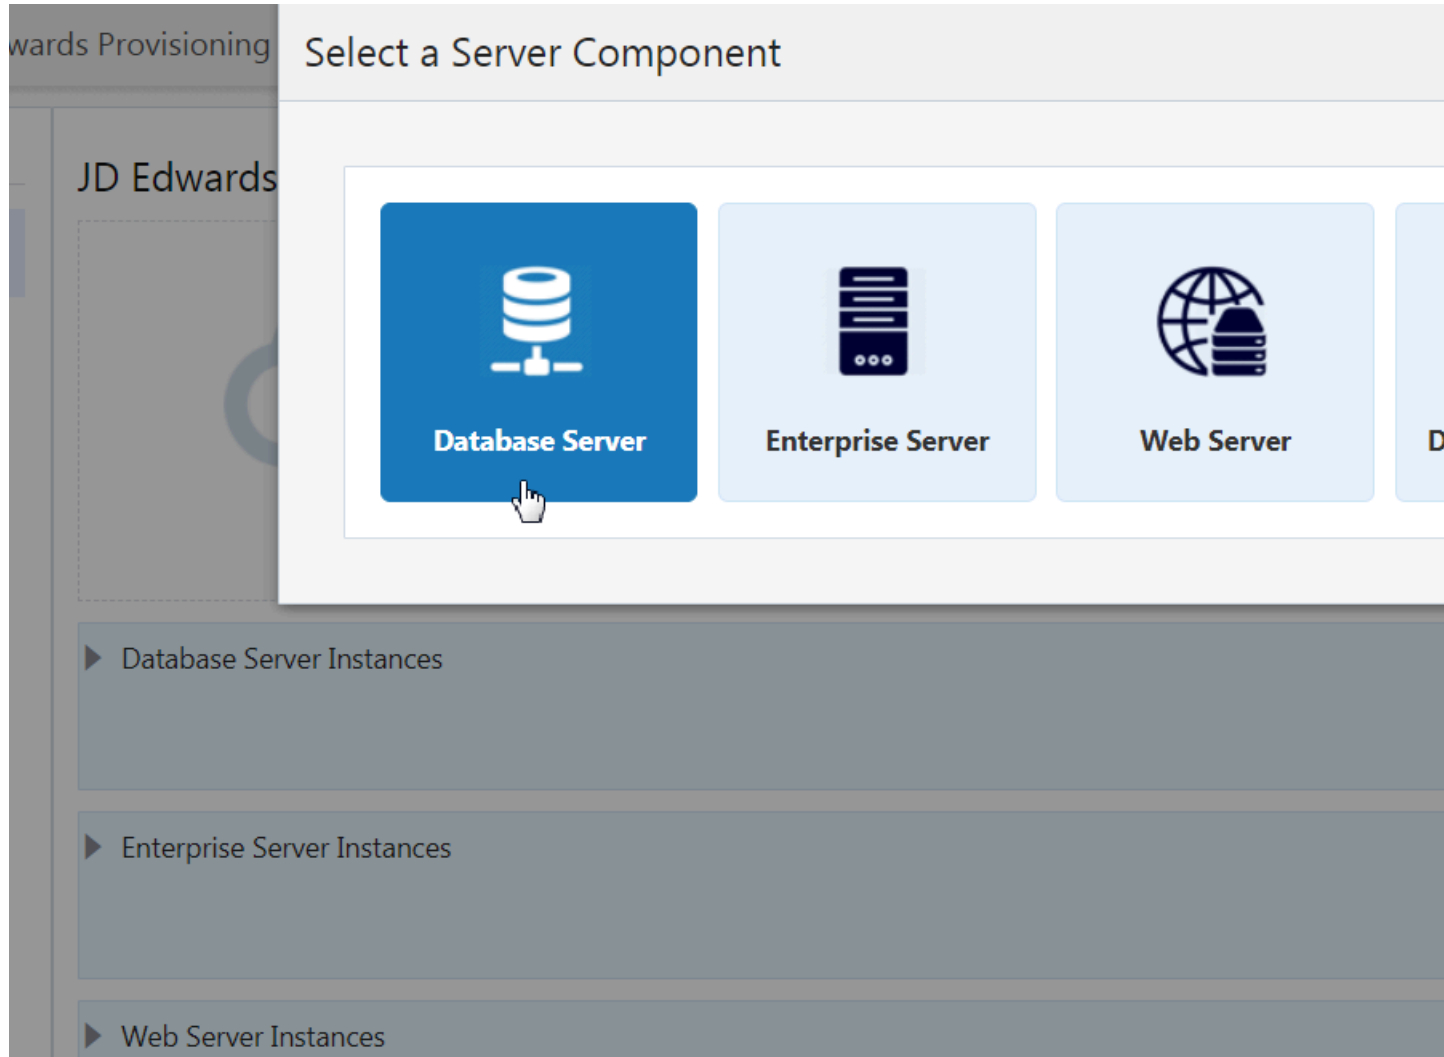 wards Provisioning
Select a Server Component
JD Edwards
Database Server
Enterprise Server
Web Server
D
Database Server Instances
Enterprise Server Instances
Web Server Instances